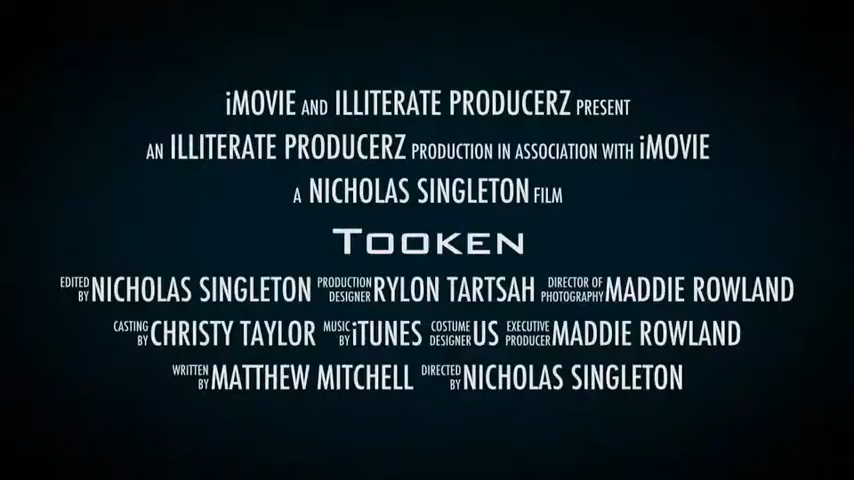 iMOVIE AND ILLITERATE PRODUCERZ PRESENT
AN ILLITERATE PRODUCERZ PRODUCTION IN ASSOCIATION WITH iMOVIE
A NICHOLAS SINGLETON FILM
TOOKEN
EDITED BY NICHOLAS SINGLETON PRODUCTION DESIGNER RYLON TARTSAH DIRECTOR OF PHOTOGRAPHY MADDIE ROWLAND
CASTING BY CHRISTY TAYLOR MUSIC BY iTUNES COSTUME DESIGNER US EXECUTIVE PRODUCER MADDIE ROWLAND
WRITTEN BY MATTHEW MITCHELL DIRECTED BY NICHOLAS SINGLETON